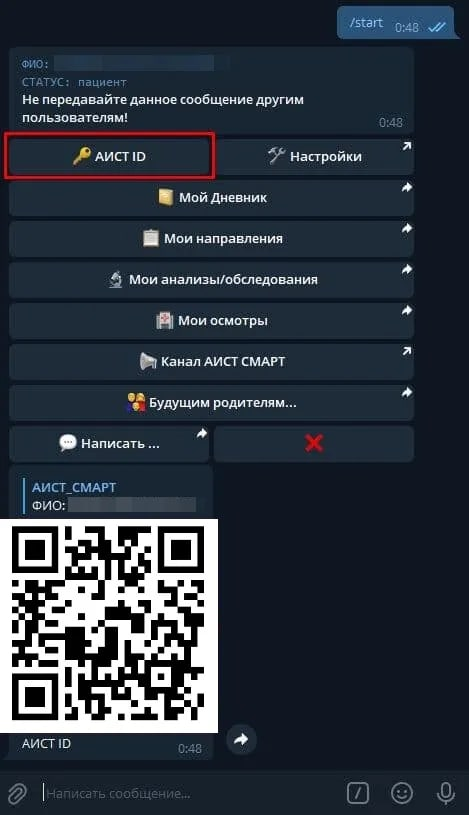 /start
0:48
ФИО:
СТАТУС: пациент
Не передавайте данное сообщение другим
пользователям!
0:48
АИСТ ID
Настройки
Мой Дневник
Мои направления
Мои анализы/обследования
Мои осмотры
Канал АИСТ СМАРТ
Будущим родителям...
Написать ...
АИСТ_СМАРТ
ФИО:
АИСТ ID
0:48
Написать сообщение...